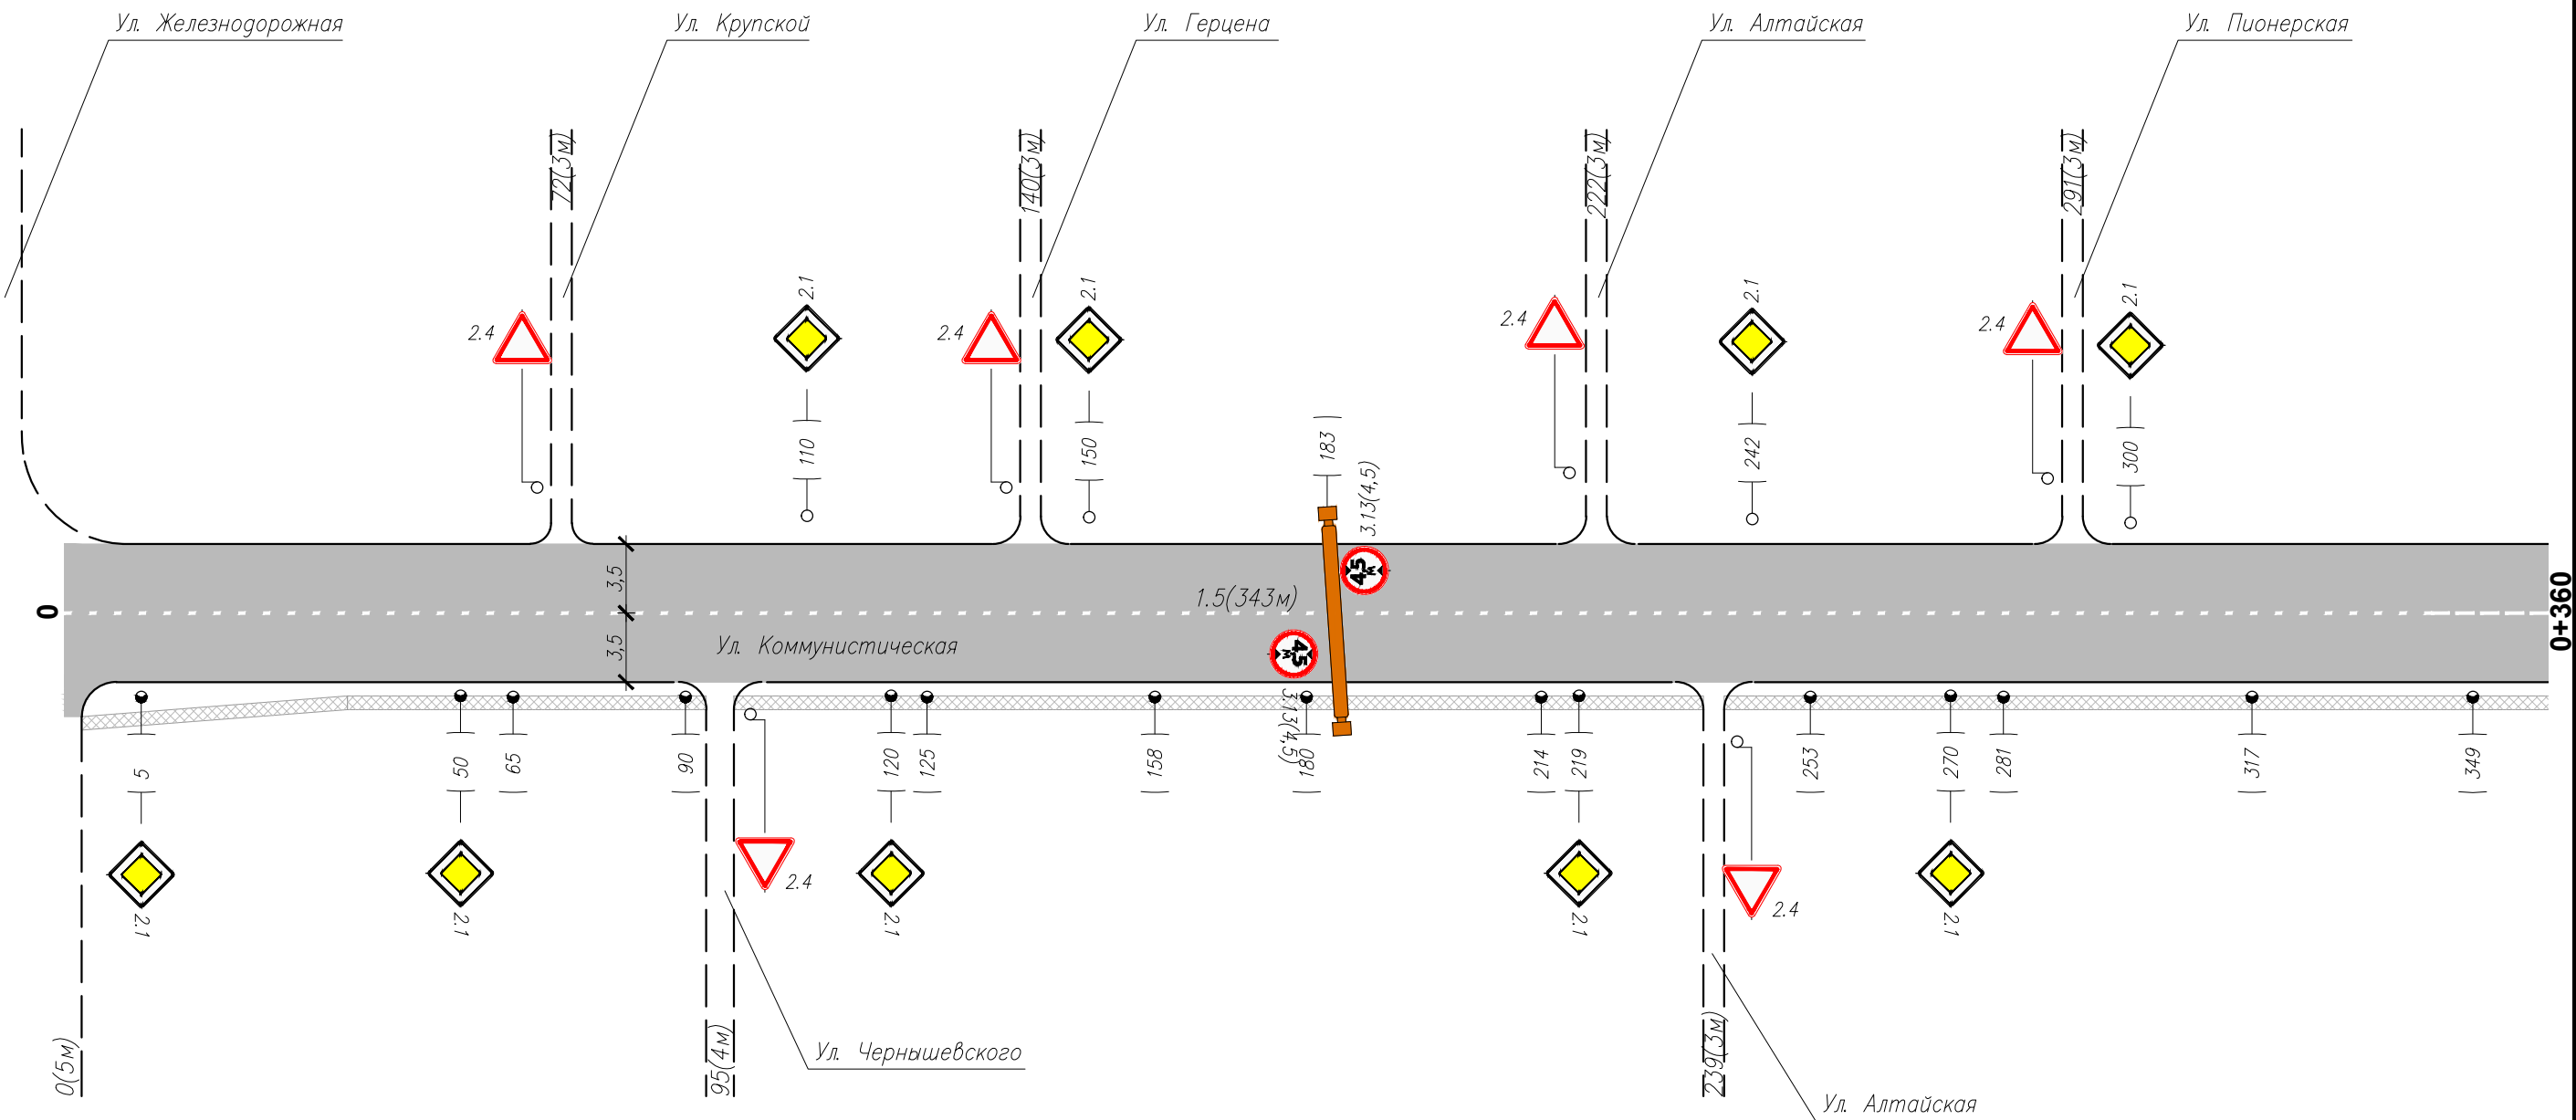 Ул. Железнодорожная
Ул. Крупской
Ул. Герцена
Ул. Алтайская
Ул. Пионерская
72(3м)
140(3м)
222(3м)
291(3м)
2.4
2.1
2.4
2.1
2.4
2.1
2.4
2.1
110
150
183
3.13(4,5)
242
300
3,5
4.5 м
0
1.5(343м)
0+360
3,5
Ул. Коммунистическая
4.5 м
3.13(4,5)
5
50
65
90
120
125
158
180
214
219
253
270
281
317
349
2.1
2.1
2.4
2.1
2.1
2.4
2.1
0(5м)
95(4м)
Ул. Чернышевского
239(3м)
Ул. Алтайская